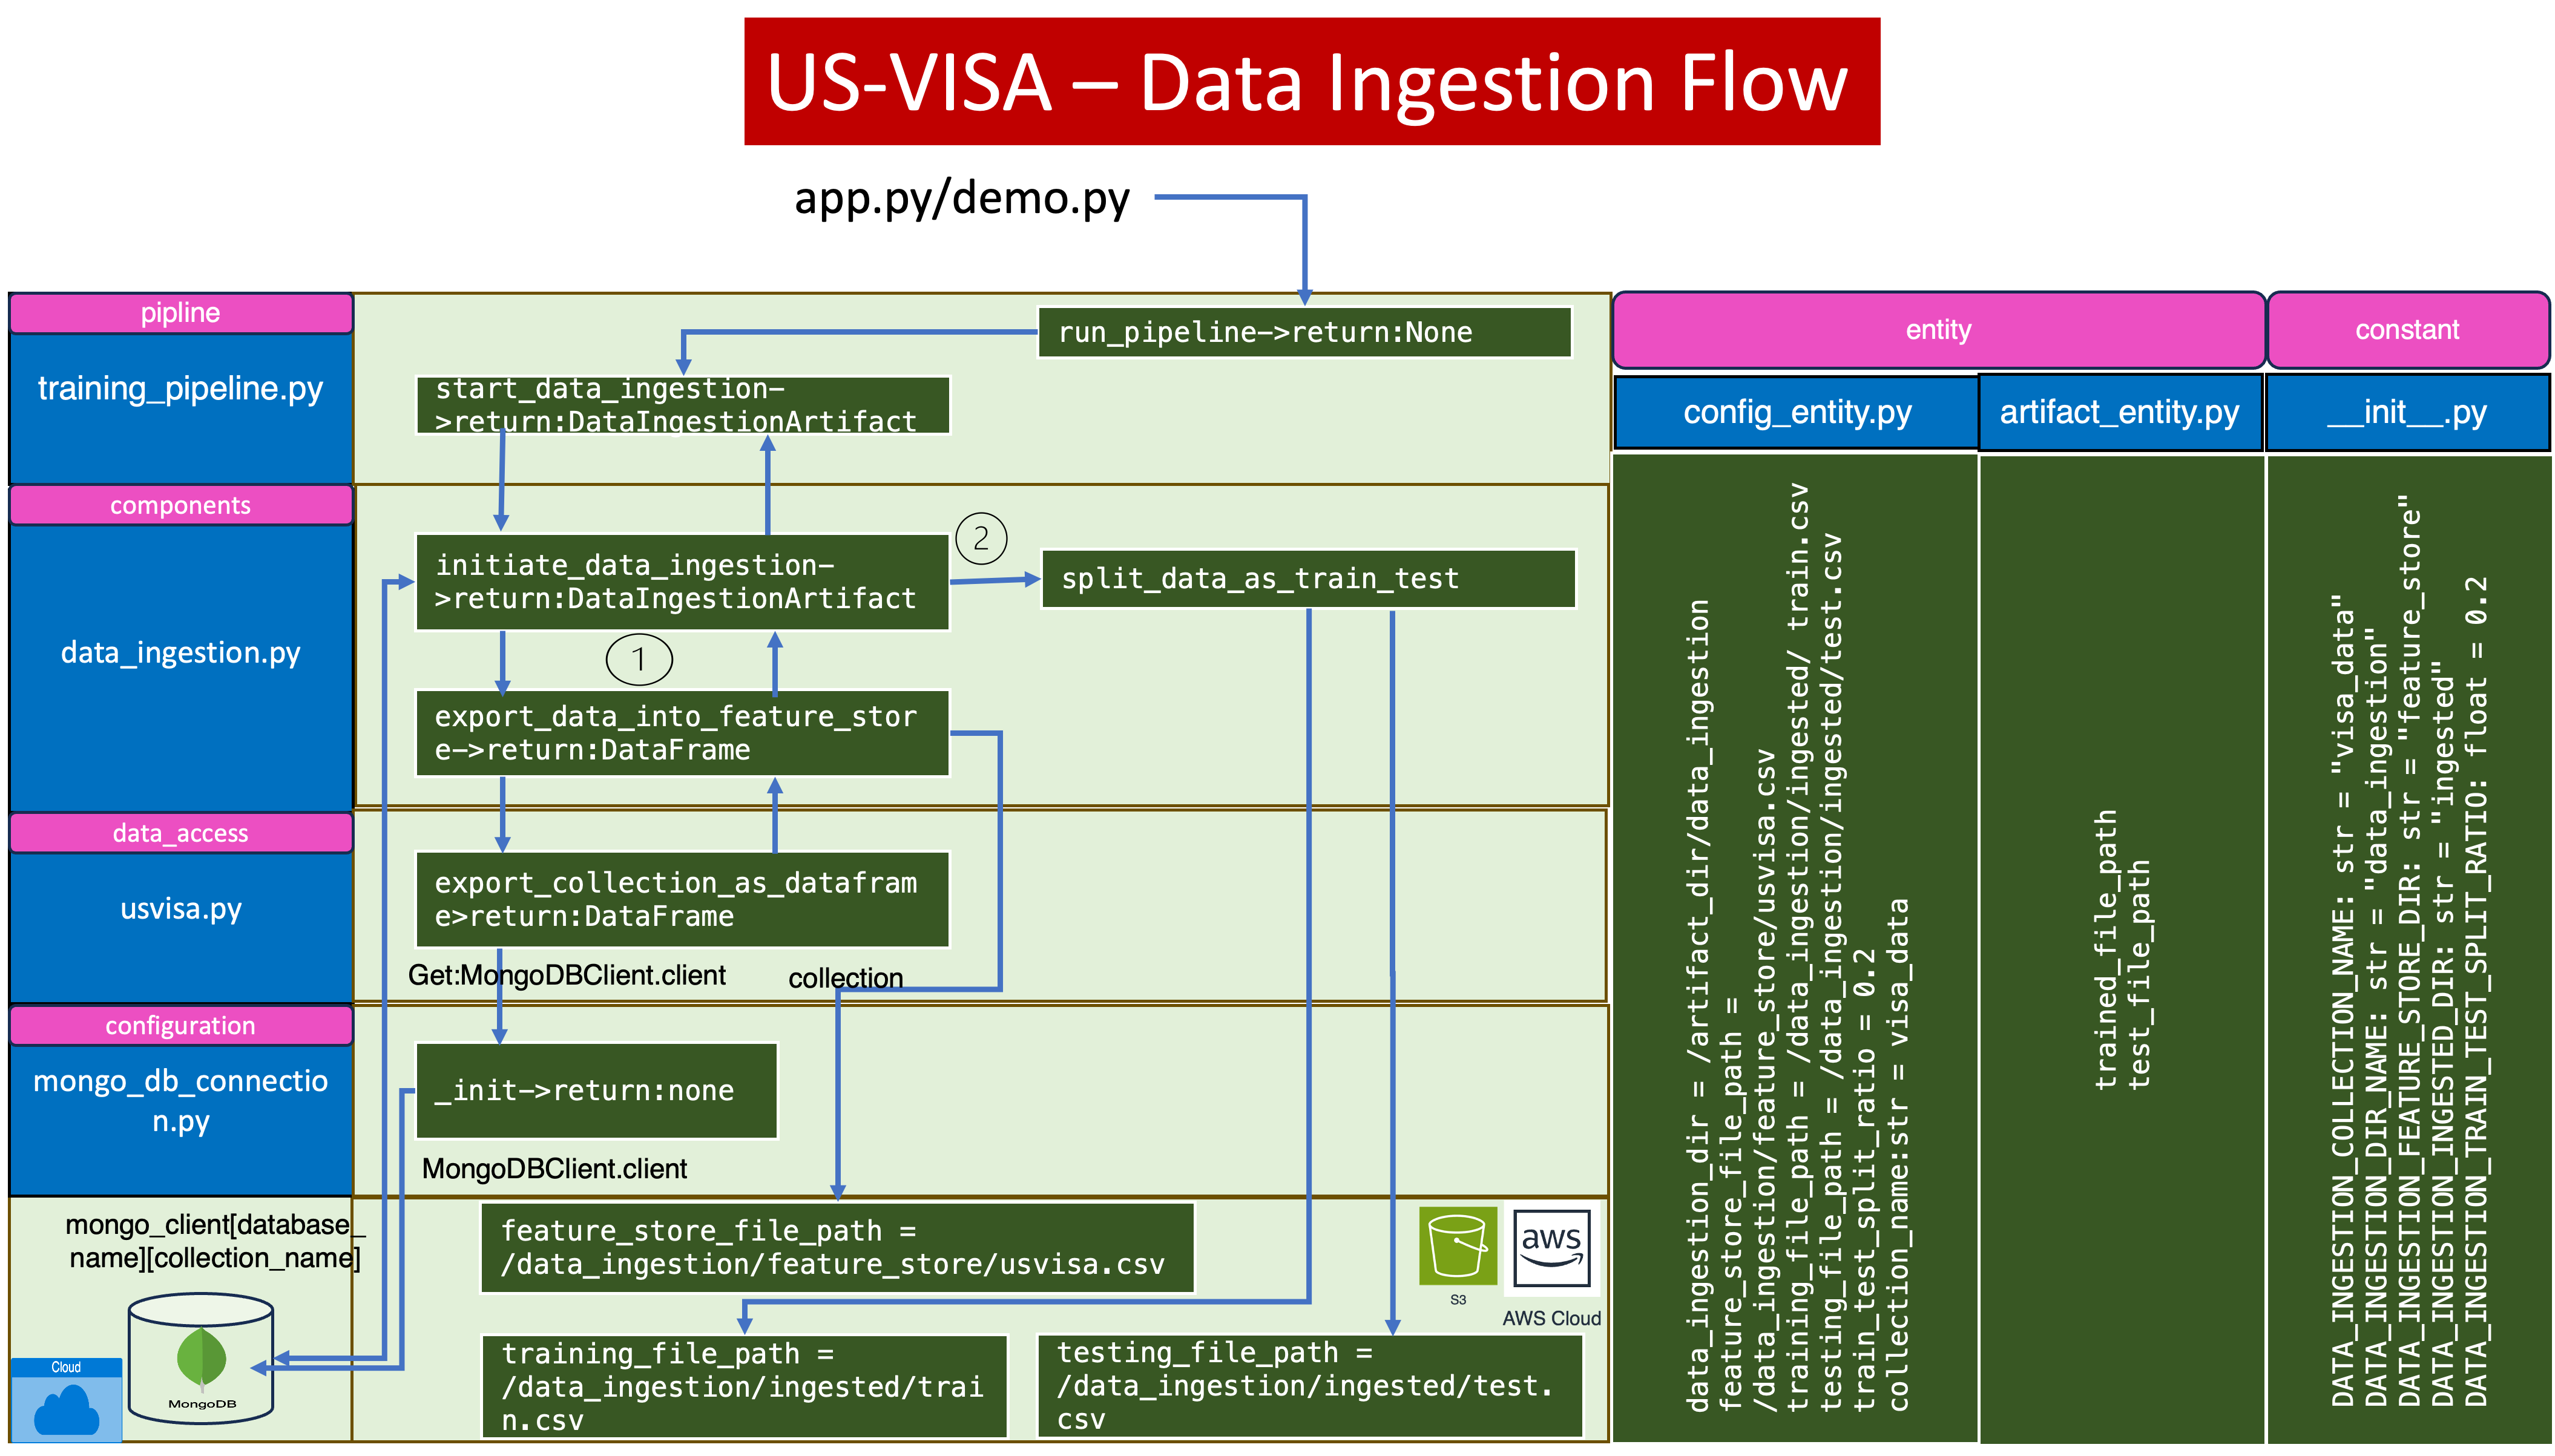 US-VISA – Data Ingestion Flow
app.py/demo.py
pipline
training_pipeline.py
run_pipeline->return:None
start_data_ingestion-
>return:DataIngestionArtifact
components
data_ingestion.py
initiate_data_ingestion-
>return:DataIngestionArtifact
2
split_data_as_train_test
1
export_data_into_feature_stor
e->return:DataFrame
data_access
usvisa.py
export_collection_as_datafram
e>return:DataFrame
Get:MongoDBClient.client
collection
configuration
mongo_db_connectio
n.py
_init->return:none
MongoDBClient.client
mongo_client[database_
name][collection_name]
MongoDB
Cloud
feature_store_file_path =
/data_ingestion/feature_store/usvisa.csv
S3
aws
AWS Cloud
training_file_path =
/data_ingestion/ingested/trai
n.csv
testing_file_path =
/data_ingestion/ingested/test.
csv
entity
config_entity.py
data_ingestion_dir = /artifact_dir/data_ingestion
feature_store_file_path =
/data_ingestion/feature_store/usvisa.csv
training_file_path = /data_ingestion/ingested/ train.csv
testing_file_path = /data_ingestion/ingested/test.csv
train_test_split_ratio = 0.2
collection_name:str = visa_data
artifact_entity.py
trained_file_path
test_file_path
constant
__init__.py
DATA_INGESTION_COLLECTION_NAME: str = "visa_data"
DATA_INGESTION_DIR_NAME: str = "data_ingestion"
DATA_INGESTION_FEATURE_STORE_DIR: str = "feature_store"
DATA_INGESTION_INGESTED_DIR: str = "ingested"
DATA_INGESTION_TRAIN_TEST_SPLIT_RATIO: float = 0.2